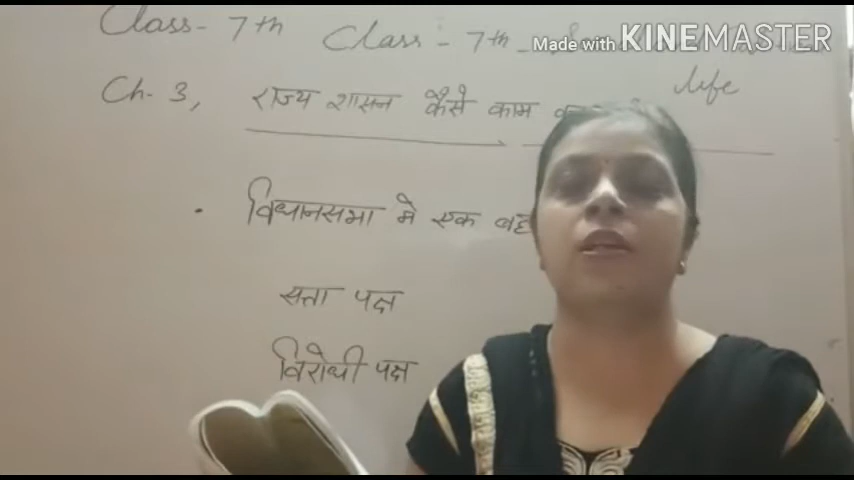 Class - 7th
Class - 7th
Made with KINEMASTER
life
Ch. 3, राज्य शासन कैसे काम
• विधानसभा मे एक
सत्ता पक्ष
विरोधी पक्ष